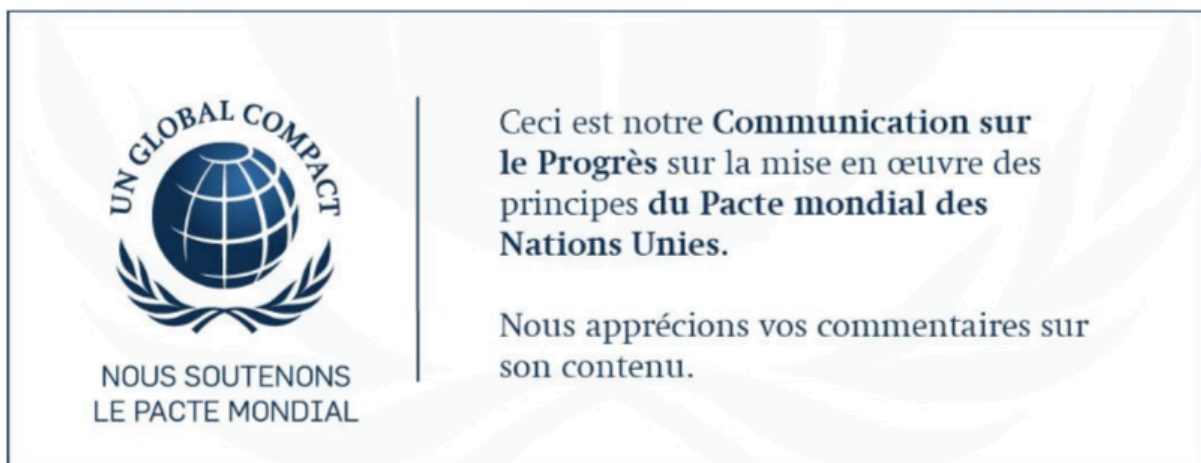 UN GLOBAL COMPACT
NOUS SOUTENONS
LE PACTE MONDIAL
Ceci est notre Communication sur
le Progrès sur la mise en œuvre des
principes du Pacte mondial des
Nations Unies.
Nous apprécions vos commentaires sur
son contenu.